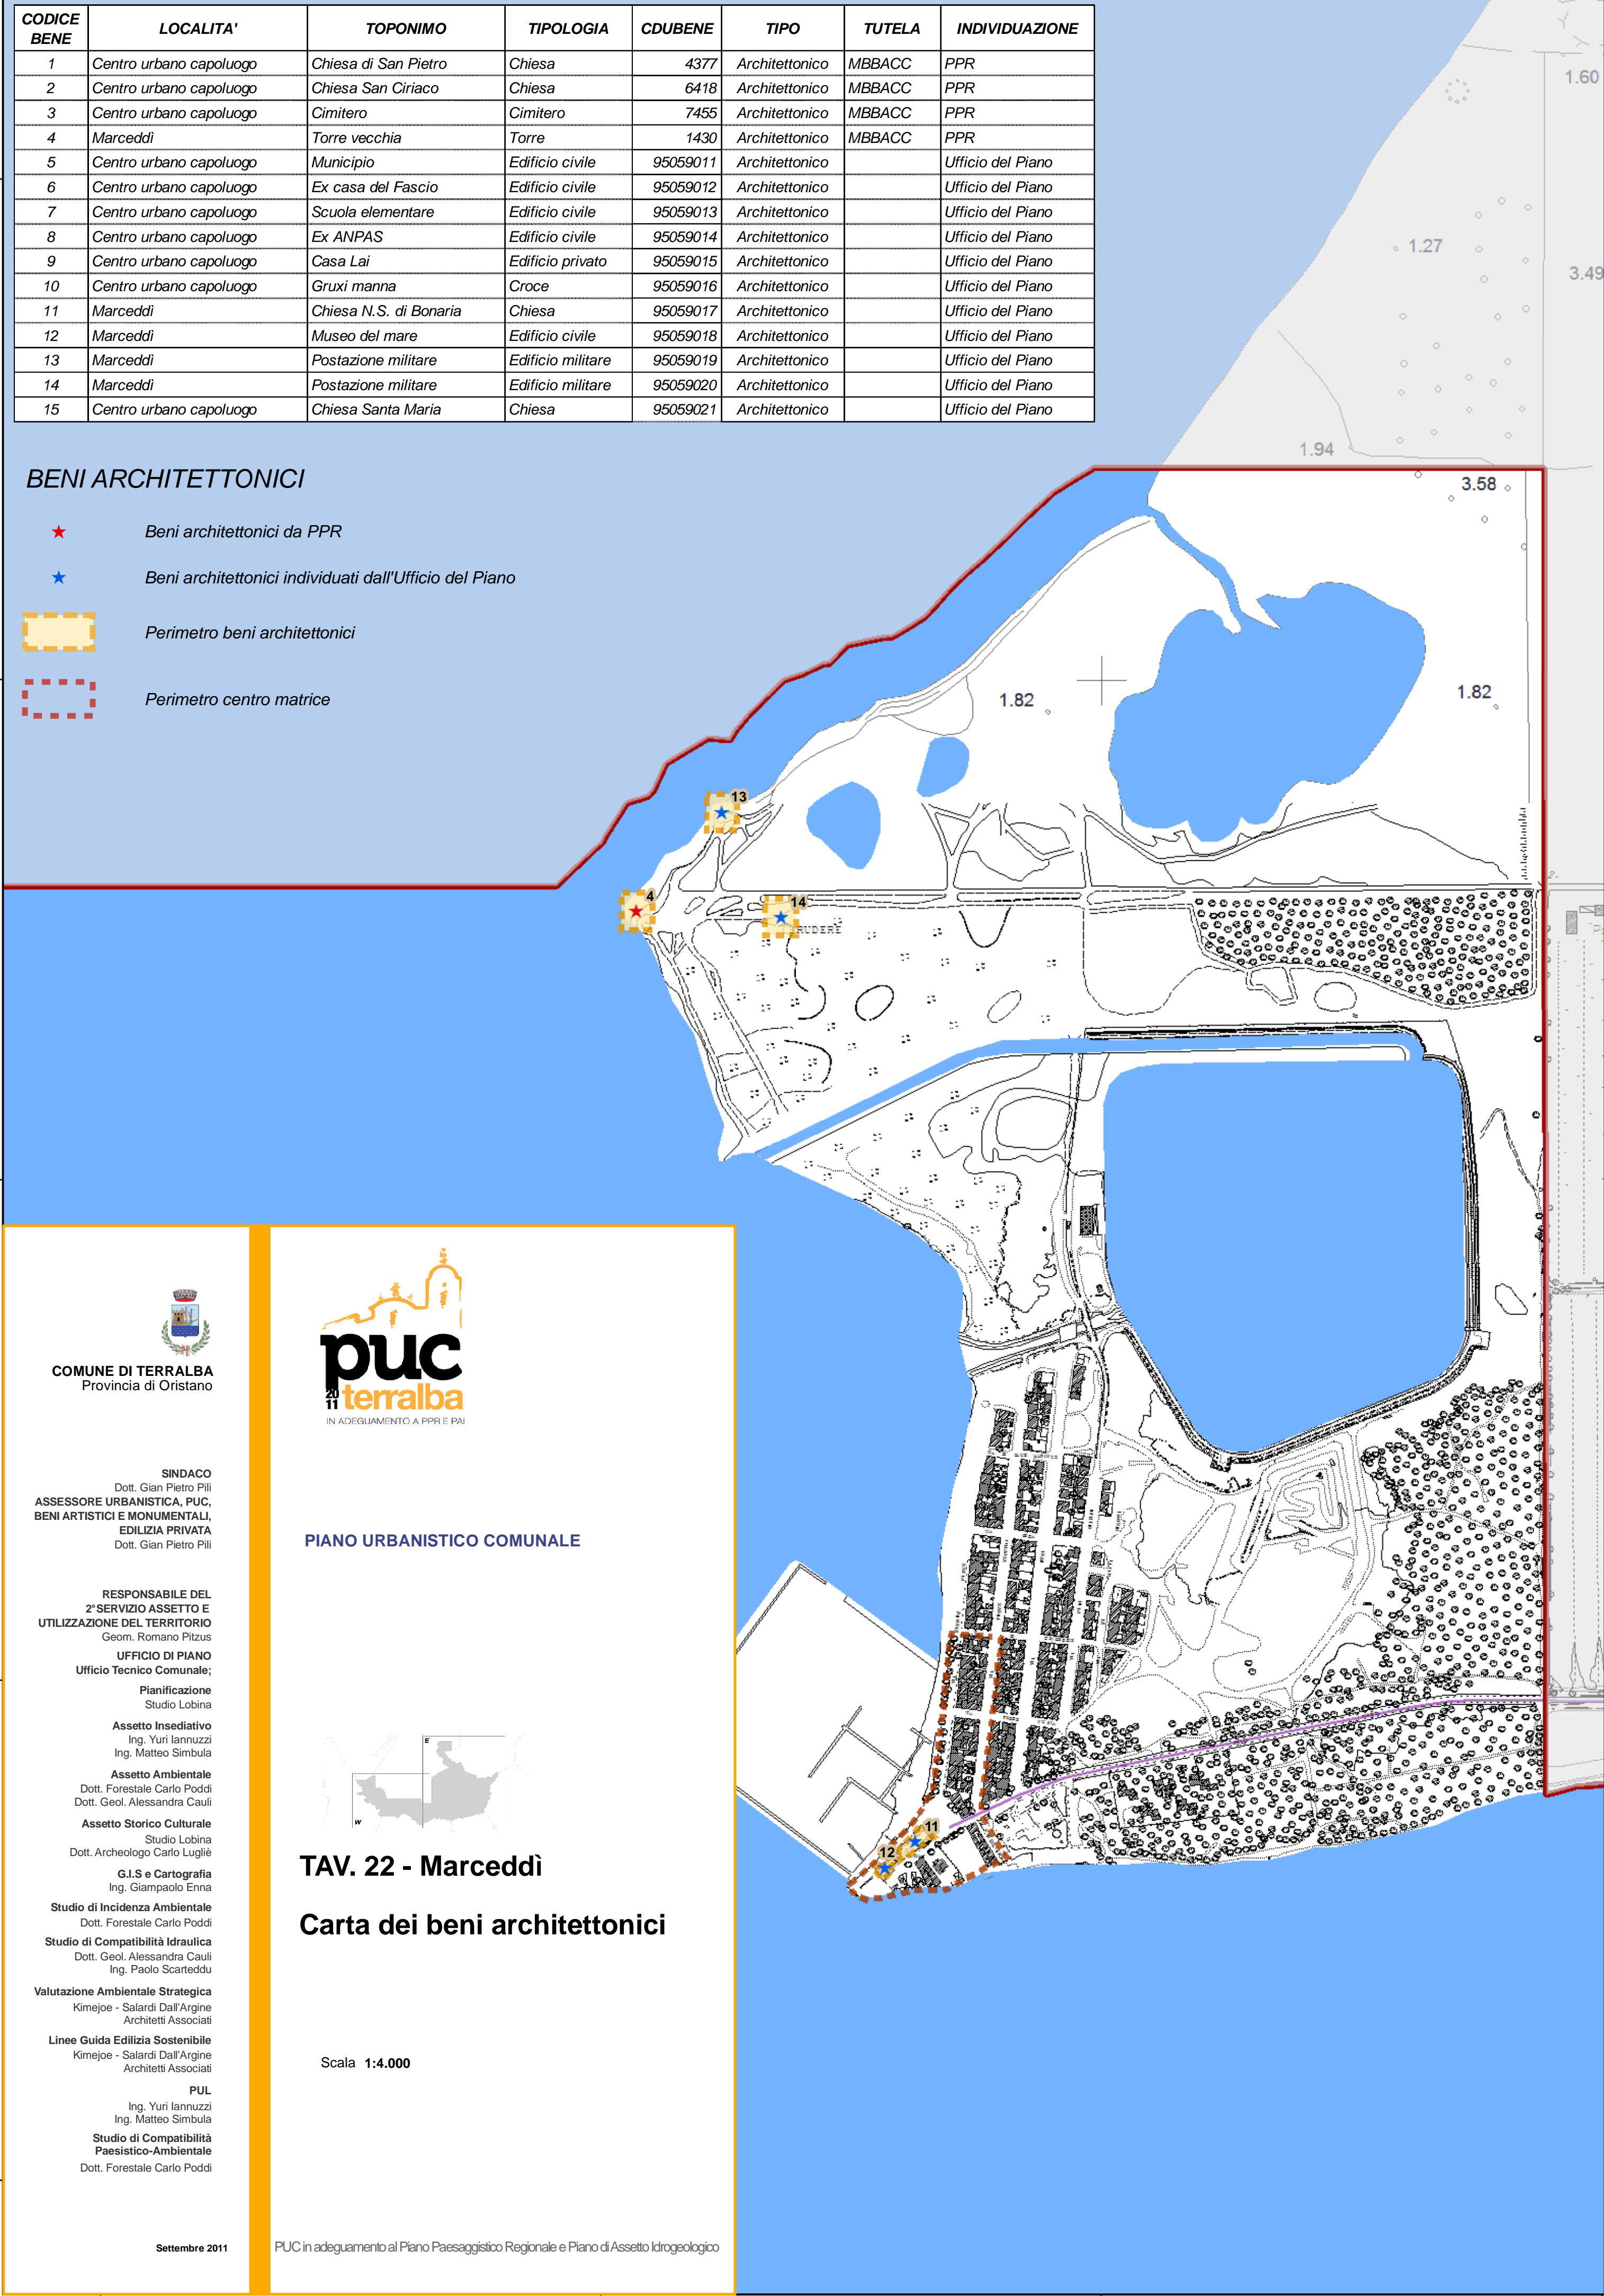 CODICE BENE LOCALITA' TOPONIMO TIPOLOGIA CDUBENE TIPO TUTELA INDIVIDUAZIONE
1 Centro urbano capoluogo Chiesa di San Pietro Chiesa 4377 Architettonico MBBACC PPR
2 Centro urbano capoluogo Chiesa San Ciriaco Chiesa 6418 Architettonico MBBACC PPR
3 Centro urbano capoluogo Cimitero Cimitero 7455 Architettonico MBBACC PPR
4 Marceddì Torre vecchia Torre 1430 Architettonico MBBACC PPR
5 Centro urbano capoluogo Municipio Edificio civile 95059011 Architettonico Ufficio del Piano
6 Centro urbano capoluogo Ex casa del Fascio Edificio civile 95059012 Architettonico Ufficio del Piano
7 Centro urbano capoluogo Scuola elementare Edificio civile 95059013 Architettonico Ufficio del Piano
8 Centro urbano capoluogo Ex ANPAS Edificio civile 95059014 Architettonico Ufficio del Piano
9 Centro urbano capoluogo Casa Lai Edificio privato 95059015 Architettonico Ufficio del Piano
10 Centro urbano capoluogo Gruxi manna Croce 95059016 Architettonico Ufficio del Piano
11 Marceddì Chiesa N.S. di Bonaria Chiesa 95059017 Architettonico Ufficio del Piano
12 Marceddì Museo del mare Edificio civile 95059018 Architettonico Ufficio del Piano
13 Marceddì Postazione militare Edificio militare 95059019 Architettonico Ufficio del Piano
14 Marceddì Postazione militare Edificio militare 95059020 Architettonico Ufficio del Piano
15 Centro urbano capoluogo Chiesa Santa Maria Chiesa 95059021 Architettonico Ufficio del Piano
BENI ARCHITETTONICI
Beni architettonici da PPR
Beni architettonici individuati dall'Ufficio del Piano
Perimetro beni architettonici
Perimetro centro matrice
1.60
1.27
3.49
1.94
3.58
1.82
1.82
13
4
14
RUDERE
11
12
COMUNE DI TERRALBA
Provincia di Oristano
SINDACO
Dott. Gian Pietro Pili
ASSESSORE URBANISTICA, PUC,
BENI ARTISTICI E MONUMENTALI,
EDILIZIA PRIVATA
Dott. Gian Pietro Pili
RESPONSABILE DEL
2°SERVIZIO ASSETTO E
UTILIZZAZIONE DEL TERRITORIO
Geom. Romano Pitzus
UFFICIO DI PIANO
Ufficio Tecnico Comunale;
Pianificazione
Studio Lobina
Assetto Insediativo
Ing. Yuri Iannuzzi
Ing. Matteo Simbula
Assetto Ambientale
Dott. Forestale Carlo Poddi
Dott. Geol. Alessandra Cauli
Assetto Storico Culturale
Studio Lobina
Dott. Archeologo Carlo Lugliè
G.I.S e Cartografia
Ing. Giampaolo Enna
Studio di Incidenza Ambientale
Dott. Forestale Carlo Poddi
Studio di Compatibilità Idraulica
Dott. Geol. Alessandra Cauli
Ing. Paolo Scarteddu
Valutazione Ambientale Strategica
Kimejoe - Salardi Dall'Argine
Architetti Associati
Linee Guida Edilizia Sostenibile
Kimejoe - Salardi Dall'Argine
Architetti Associati
PUL
Ing. Yuri Iannuzzi
Ing. Matteo Simbula
Studio di Compatibilità
Paesistico-Ambientale
Dott. Forestale Carlo Poddi
Settembre 2011
puc
2011 terralba
IN ADEGUAMENTO A PPR E PAI
PIANO URBANISTICO COMUNALE
E
W
TAV. 22 - Marceddì
Carta dei beni architettonici
Scala 1:4.000
PUC in adeguamento al Piano Paesaggistico Regionale e Piano di Assetto Idrogeologico